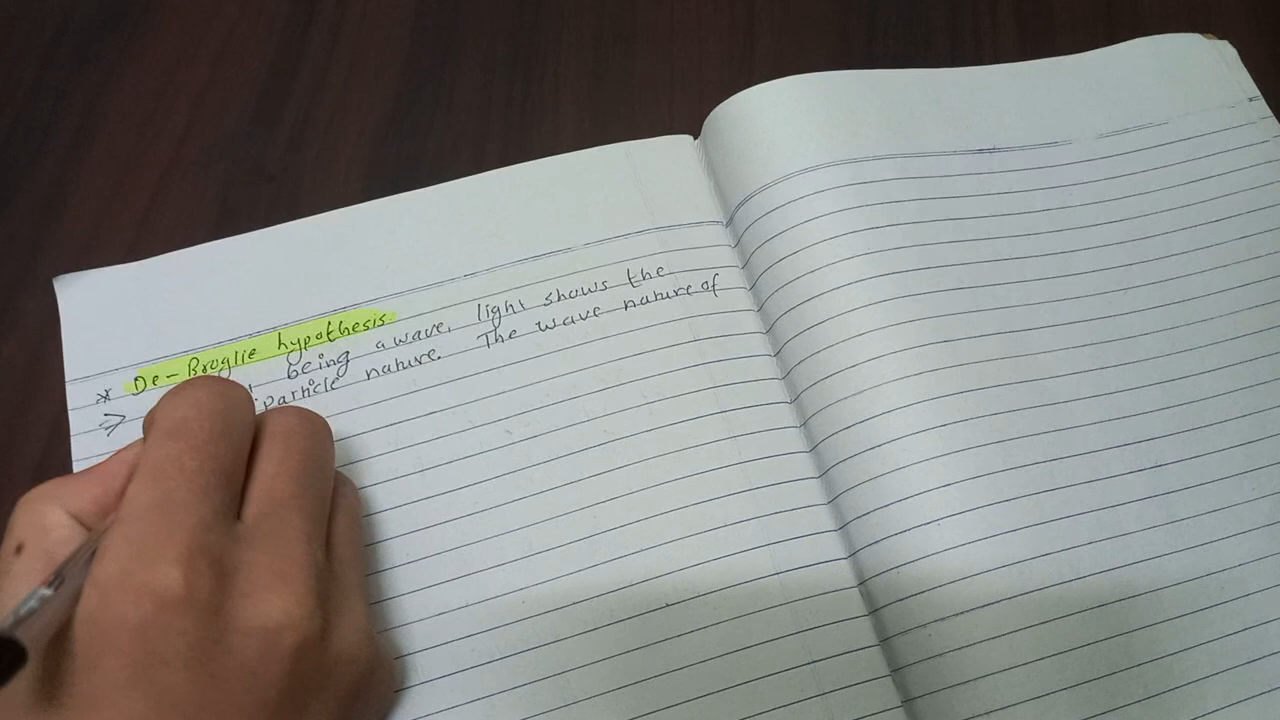 * De-Broglie hypothesis
⇒ being a wave, light shows the
particle nature. The wave nature of